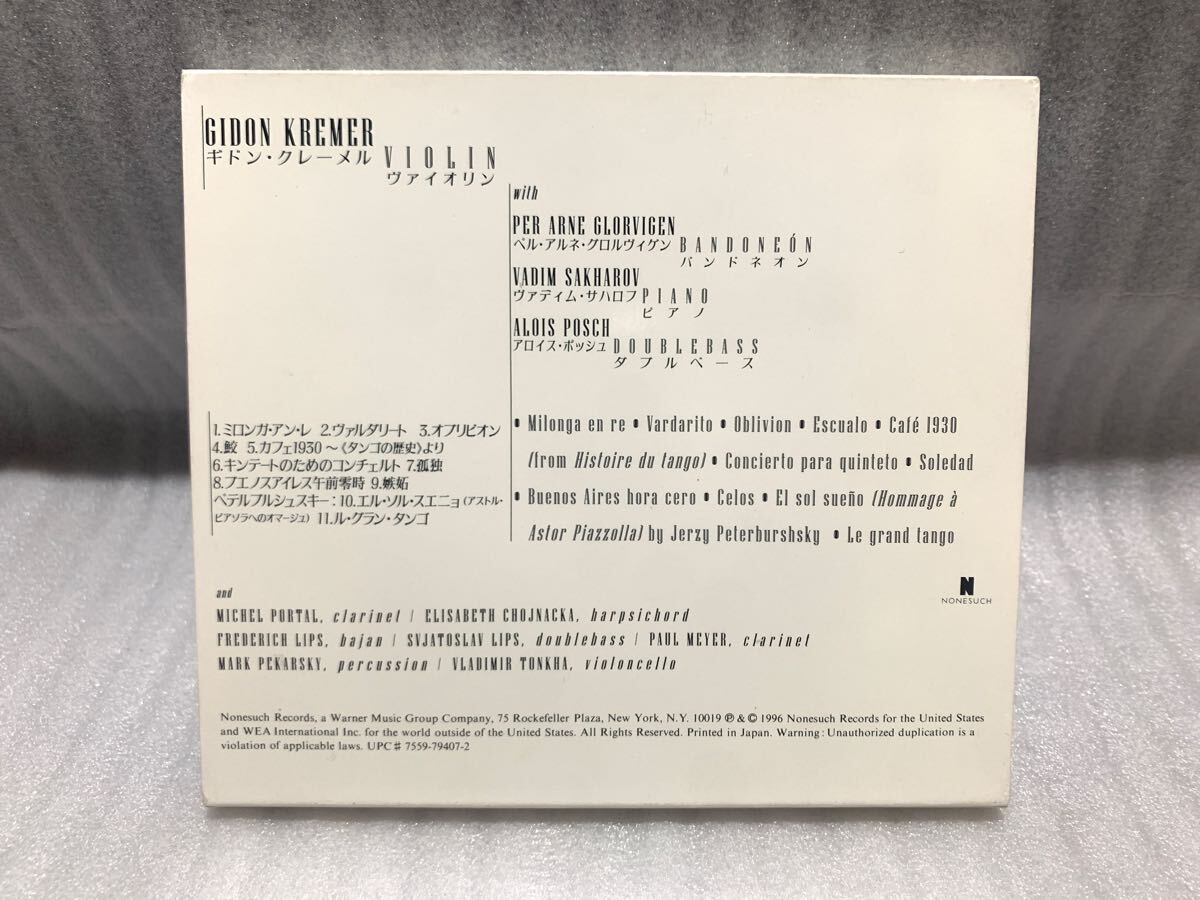 GIDON KREMER
ギドン・クレーメル
VIOLIN
ヴァイオリン
with
PER ARNE GLORVIGEN
ペル・アルネ・グロルヴィゲン
BANDONEÓN
バンドネオン
VADIM SAKHAROV
ヴァディム・サハロフ
PIANO
ピアノ
ALOIS POSCH
アロイス・ポッシュ
DOUBLEBASS
ダブルベース
1.ミロンガ・アン・レ 2.ヴァルダリート 3.オブリビオン
4.鮫 5.カフェ1930～《タンゴの歴史》より
6.キンテートのためのコンチェルト 7.孤独
8.ブエノスアイレス午前零時 9.嫉妬
ペテルブルシュスキー：10.エル・ソル・スエニョ（アストル・
ピアソラへのオマージュ） 11.ル・グラン・タンゴ
• Milonga en re • Vardarito • Oblivion • Escualo • Café 1930
(from Histoire du tango) • Concierto para quinteto • Soledad
• Buenos Aires hora cero • Celos • El sol sueño (Hommage à
Astor Piazzolla) by Jerzy Peterburshsky • Le grand tango
N
NONESUCH
and
MICHEL PORTAL, clarinet / ELISABETH CHOJNACKA, harpsichord
FREDERICH LIPS, bajan / SVJATOSLAV LIPS, doublebass / PAUL MEYER, clarinet
MARK PEKARSKY, percussion / VLADIMIR TONKHA, violoncello
Nonesuch Records, a Warner Music Group Company, 75 Rockefeller Plaza, New York, N.Y. 10019 ℗ & © 1996 Nonesuch Records for the United States
and WEA International Inc. for the world outside of the United States. All Rights Reserved. Printed in Japan. Warning: Unauthorized duplication is a
violation of applicable laws. UPC♯ 7559-79407-2